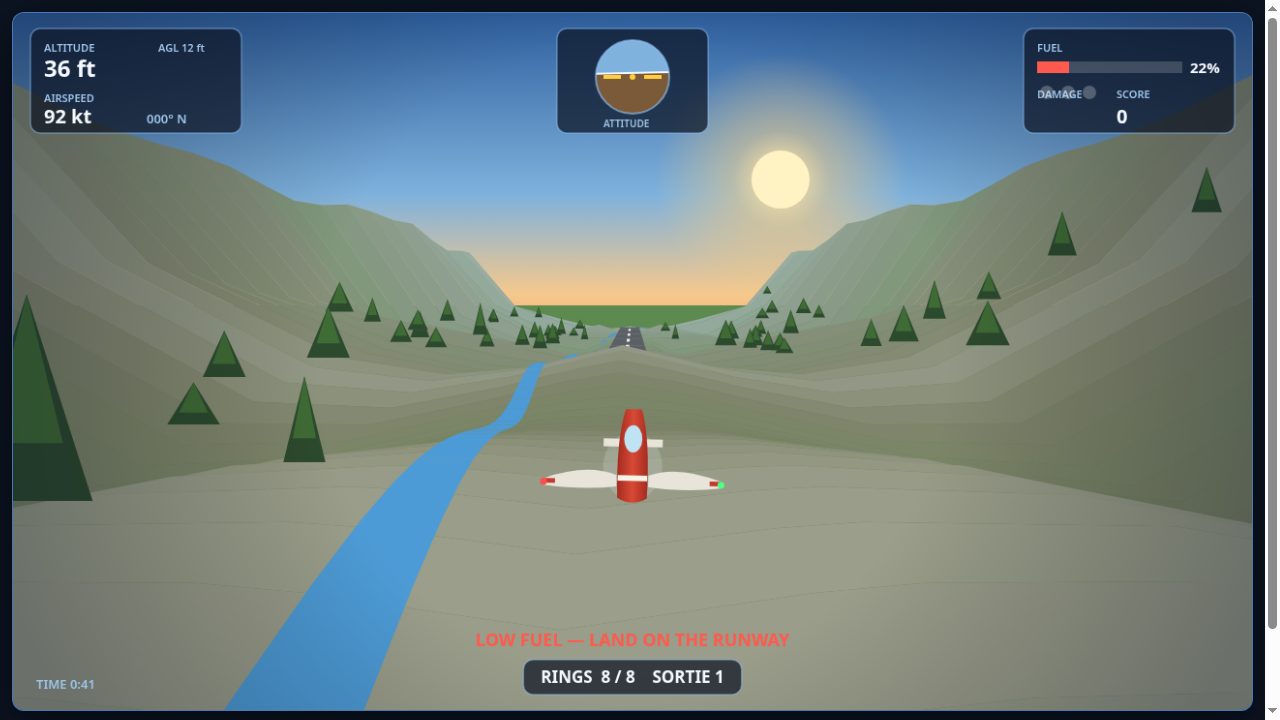 ALTITUDE AGL 12 ft
36 ft
AIRSPEED
92 kt 000° N
ATTITUDE
FUEL
22%
DAMAGE SCORE
0
LOW FUEL — LAND ON THE RUNWAY
RINGS 8 / 8 SORTIE 1
TIME 0:41